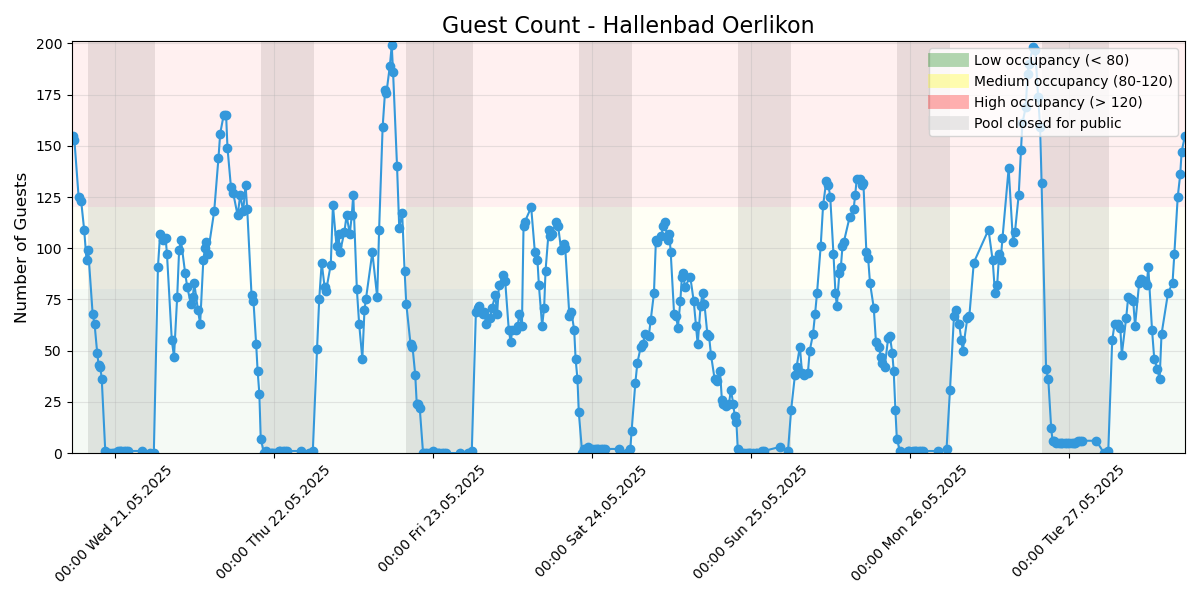 Guest Count - Hallenbad Oerlikon
Number of Guests
200
175
150
125
100
75
50
25
0
Low occupancy (< 80)
Medium occupancy (80-120)
High occupancy (> 120)
Pool closed for public
00:00 Wed 21.05.2025
00:00 Thu 22.05.2025
00:00 Fri 23.05.2025
00:00 Sat 24.05.2025
00:00 Sun 25.05.2025
00:00 Mon 26.05.2025
00:00 Tue 27.05.2025